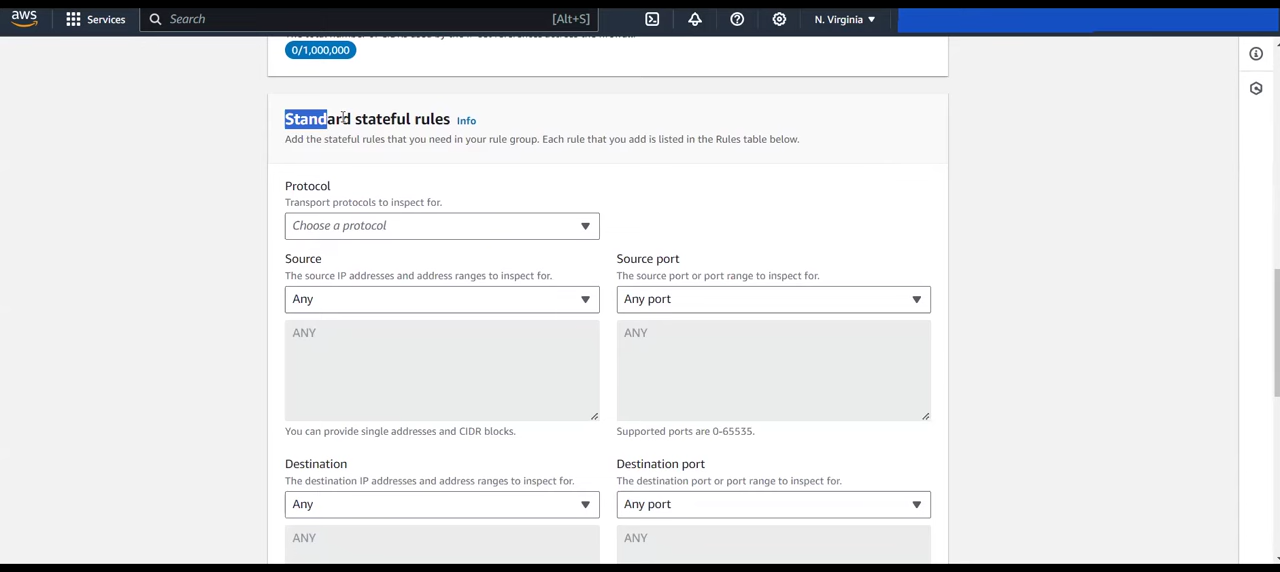 aws
Services
Search
[Alt+S]
N. Virginia
0/1,000,000
Standard stateful rules
Info
Add the stateful rules that you need in your rule group. Each rule that you add is listed in the Rules table below.
Protocol
Transport protocols to inspect for.
Choose a protocol
Source
The source IP addresses and address ranges to inspect for.
Any
ANY
You can provide single addresses and CIDR blocks.
Source port
The source port or port range to inspect for.
Any port
ANY
Supported ports are 0-65535.
Destination
The destination IP addresses and address ranges to inspect for.
Any
ANY
Destination port
The destination port or port range to inspect for.
Any port
ANY